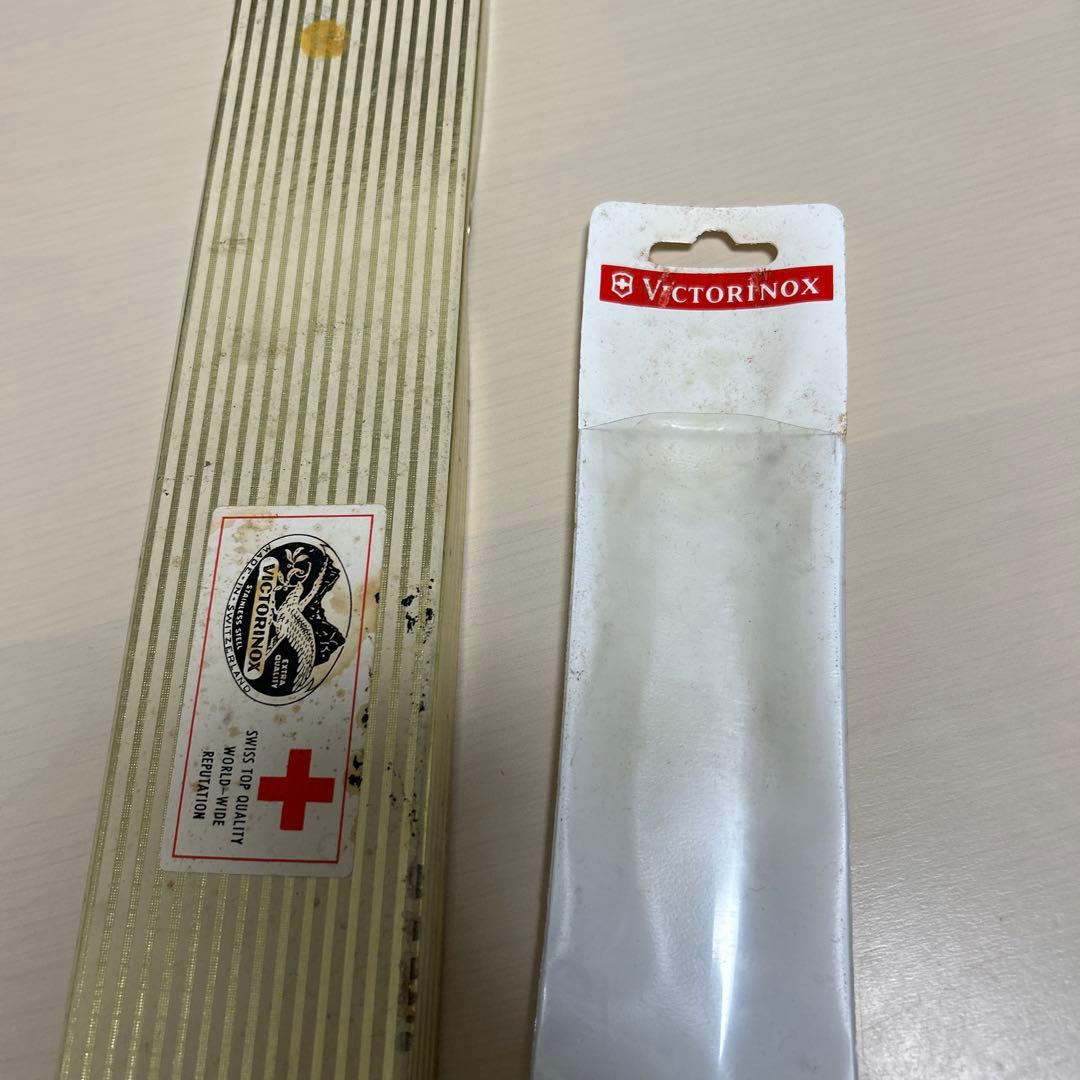 MADE • IN • SWITZERLAND
VICTORINOX
STAINLESS STEEL
EXTRA
QUALITY
SWISS TOP QUALITY
WORLD-WIDE
REPUTATION
VICTORINOX